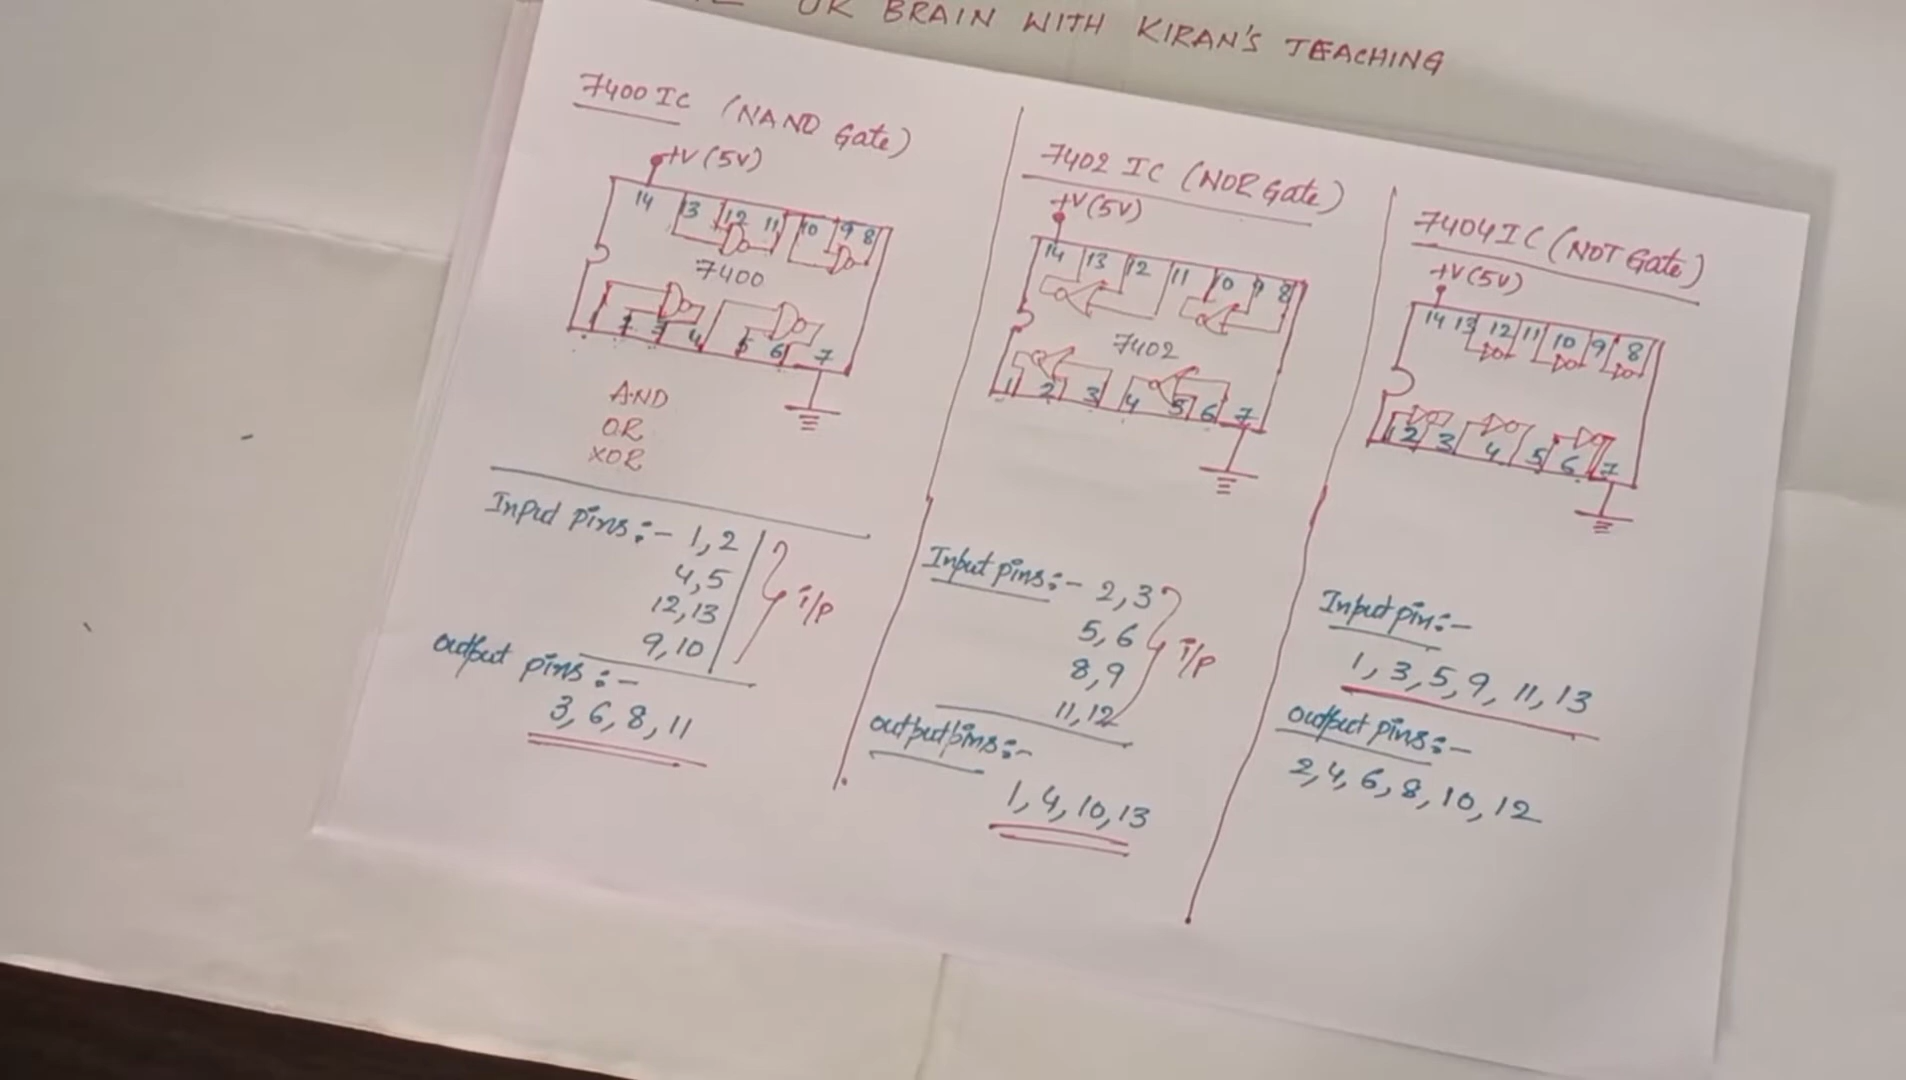 UR BRAIN WITH KIRAN'S TEACHING
7400 IC (NAND Gate)
+V (5V)
14 13 12 11 10 9 8
7400
1 2 3 4 5 6 7
AND
OR
XOR
Input pins:- 1, 2
4, 5
12, 13
9, 10
i/p
output pins:-
3, 6, 8, 11
7402 IC (NOR Gate)
+V (5V)
14 13 12 11 10 9 8
7402
1 2 3 4 5 6 7
Input pins:- 2, 3
5, 6
8, 9
11, 12
i/p
output pins:-
1, 4, 10, 13
7404 IC (NOT Gate)
+V (5V)
14 13 12 11 10 9 8
1 2 3 4 5 6 7
Input pin:-
1, 3, 5, 9, 11, 13
output pins:-
2, 4, 6, 8, 10, 12